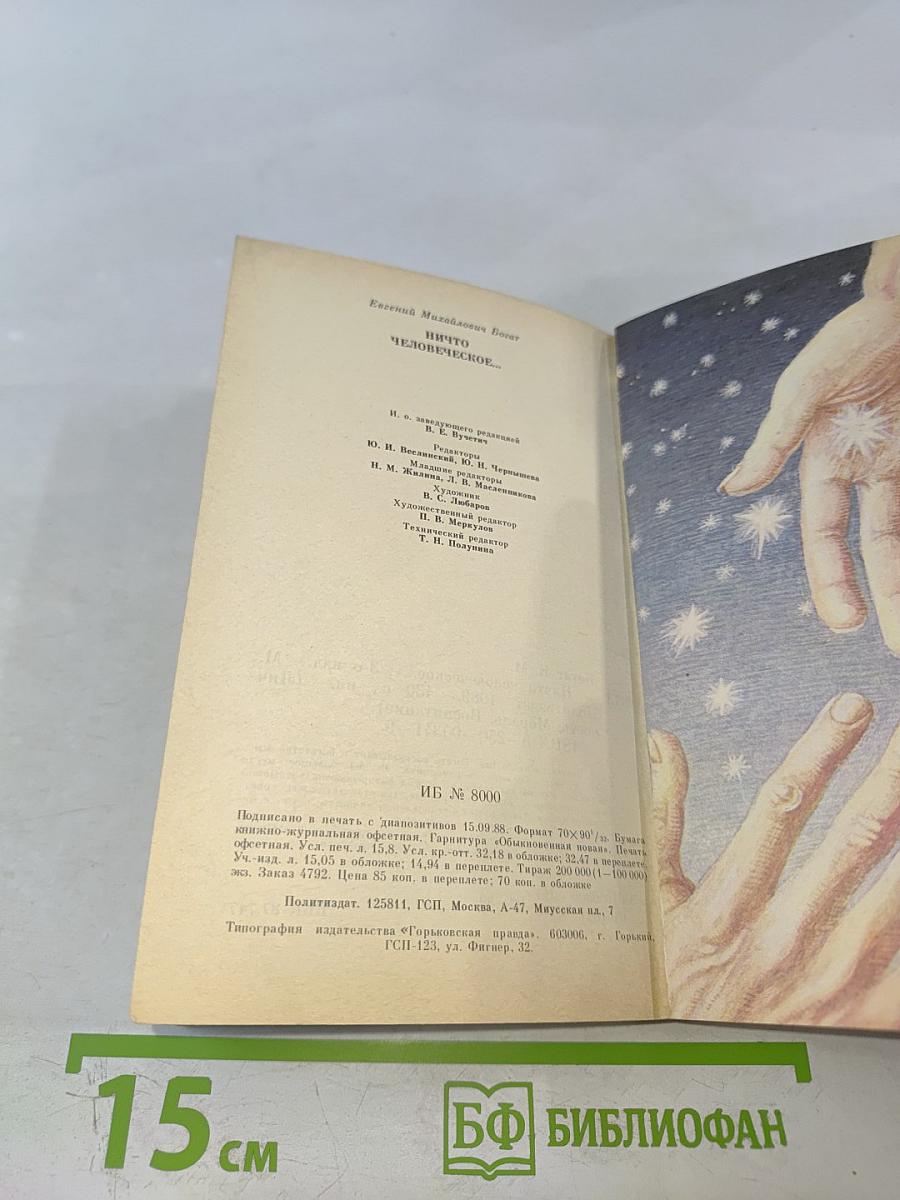 Евгений Михайлович Богат
НИЧТО
ЧЕЛОВЕЧЕСКОЕ...
И. о. заведующего редакцией
В. Е. Вучетич
Редакторы
Ю. И. Веслинский, Ю. Н. Чернышева
Младшие редакторы
Н. М. Жилина, Л. В. Масленникова
Художник
В. С. Любаров
Художественный редактор
П. В. Меркулов
Технический редактор
Т. Н. Полунина
ИБ № 8000
Подписано в печать с диапозитивов 15.09.88. Формат 70×90¹/₃₂. Бумага
книжно-журнальная офсетная. Гарнитура «Обыкновенная новая». Печать
офсетная. Усл. печ. л. 15,8. Усл. кр.-отт. 32,18 в обложке; 32,47 в переплете.
Уч.-изд. л. 15,05 в обложке; 14,94 в переплете. Тираж 200 000 (1—100 000)
экз. Заказ 4792. Цена 85 коп. в переплете; 70 коп. в обложке
Политиздат. 125811, ГСП, Москва, А-47, Миусская пл., 7
Типография издательства «Горьковская правда». 603006, г. Горький,
ГСП-123, ул. Фигнер, 32.
15 см
БФ БИБЛИОФАН